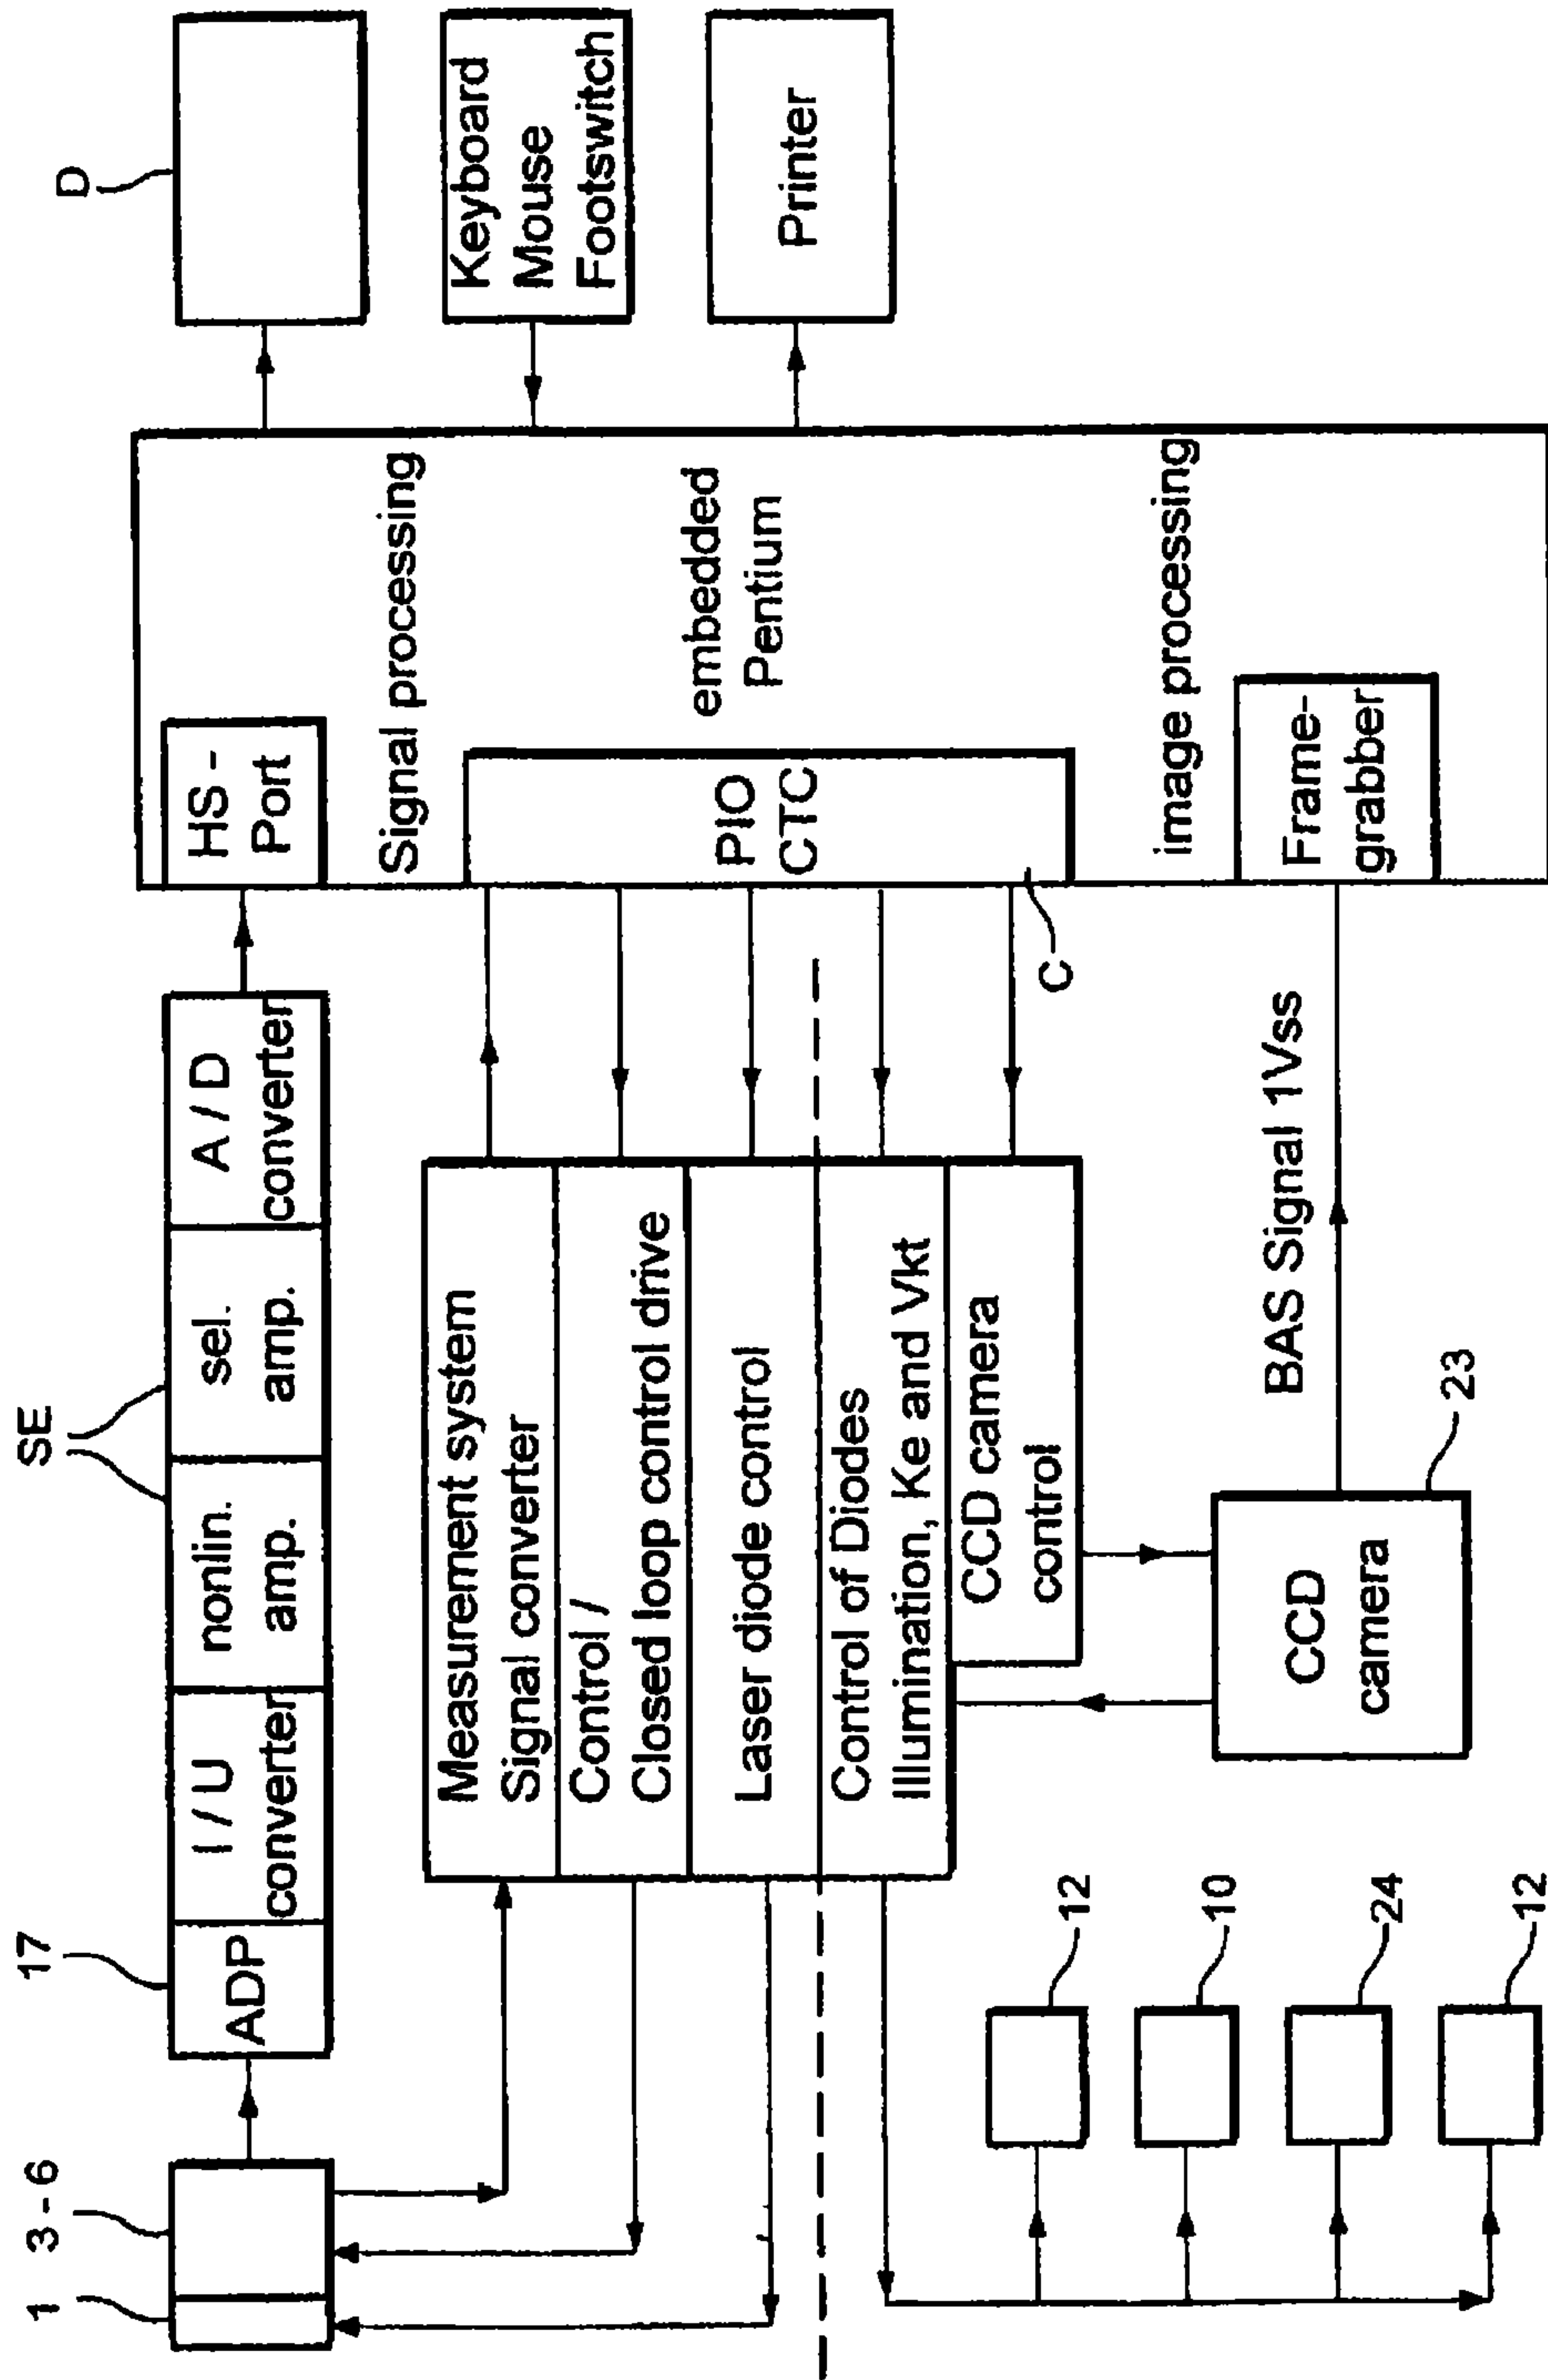 1
3 - 6
17
SE
D
ADP
I / U
converter
nonlin.
amp.
sel.
amp.
A / D
converter
HS -
Port
Signal processing
embedded
Pentium
PIO
CTC
image processing
Frame-
grabber
Keyboard
Mouse
Footswitch
Printer
Measurement system
Signal converter
Control /
Closed loop control drive
Laser diode control
Control of Diodes
Illumination, Ke and Vkt
CCD camera
control
C
BAS Signal 1Vss
CCD
camera
23
12
10
24
12